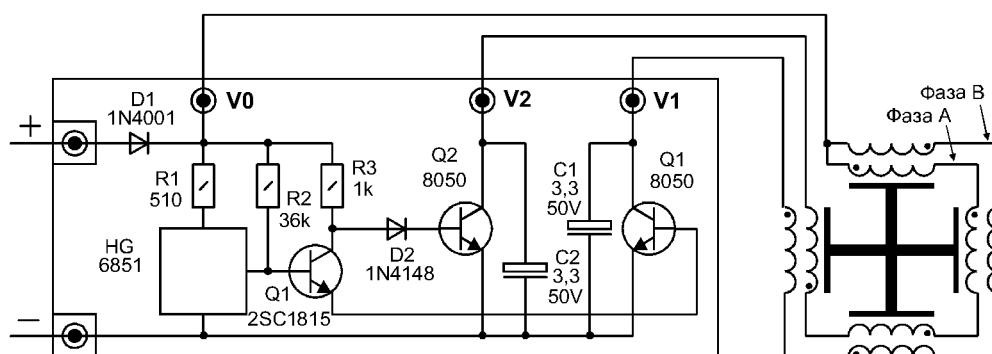 Фаза B
Фаза A
D1
1N4001
V0
V2
V1
+
R1
510
R2
36k
R3
1k
Q2
8050
C1
3,3
50V
Q1
8050
HG
6851
D2
1N4148
C2
3,3
50V
Q1
2SC1815
−